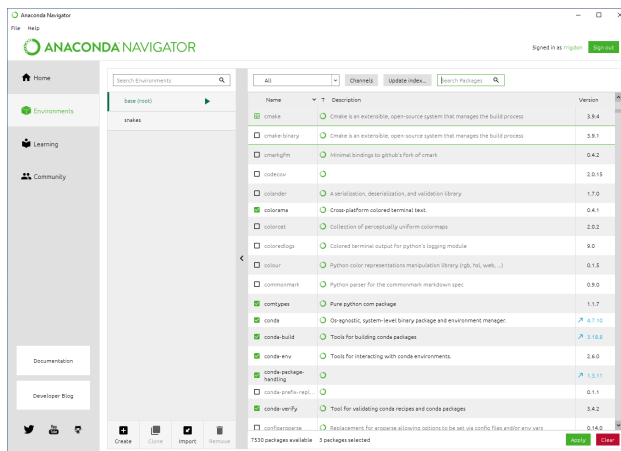 Anaconda Navigator
File Help
ANACONDA NAVIGATOR
Signed in as mgdon Sign out
Home
Environments
Learning
Community
Documentation
Developer Blog
Search Environments
base (root)
snakes
Create Clone Import Remove
All Channels Update index... Search Packages
Name T Description Version
cmake Cmake is an extensible, open-source system that manages the build process 3.9.4
cmake-binary Cmake is an extensible, open-source system that manages the build process 3.9.1
cmarkgfm Minimal bindings to github's fork of cmark 0.4.2
codecov 2.0.15
colander A serialization, deserialization, and validation library 1.7.0
colorama Cross-platform colored terminal text. 0.4.1
colorcet Collection of perceptually uniform colormaps 2.0.2
coloredlogs Colored terminal output for python's logging module 9.0
colour Python color representations manipulation library (rgb, hsl, web, ...) 0.1.5
commonmark Python parser for the commonmark markdown spec 0.9.0
comtypes Pure python com package 1.1.7
conda Os-agnostic, system-level binary package and environment manager. 4.7.10
conda-build Tools for building conda packages 3.18.8
conda-env Tools for interacting with conda environments. 2.6.0
conda-package-handling 1.3.11
conda-prefix-repl... 0.1.1
conda-verify Tool for validating conda recipes and conda packages 3.4.2
configparser Replacement for argparse allowing options to be set via config files and/or env vars 0.14.0
7530 packages available 3 packages selected Apply Clear